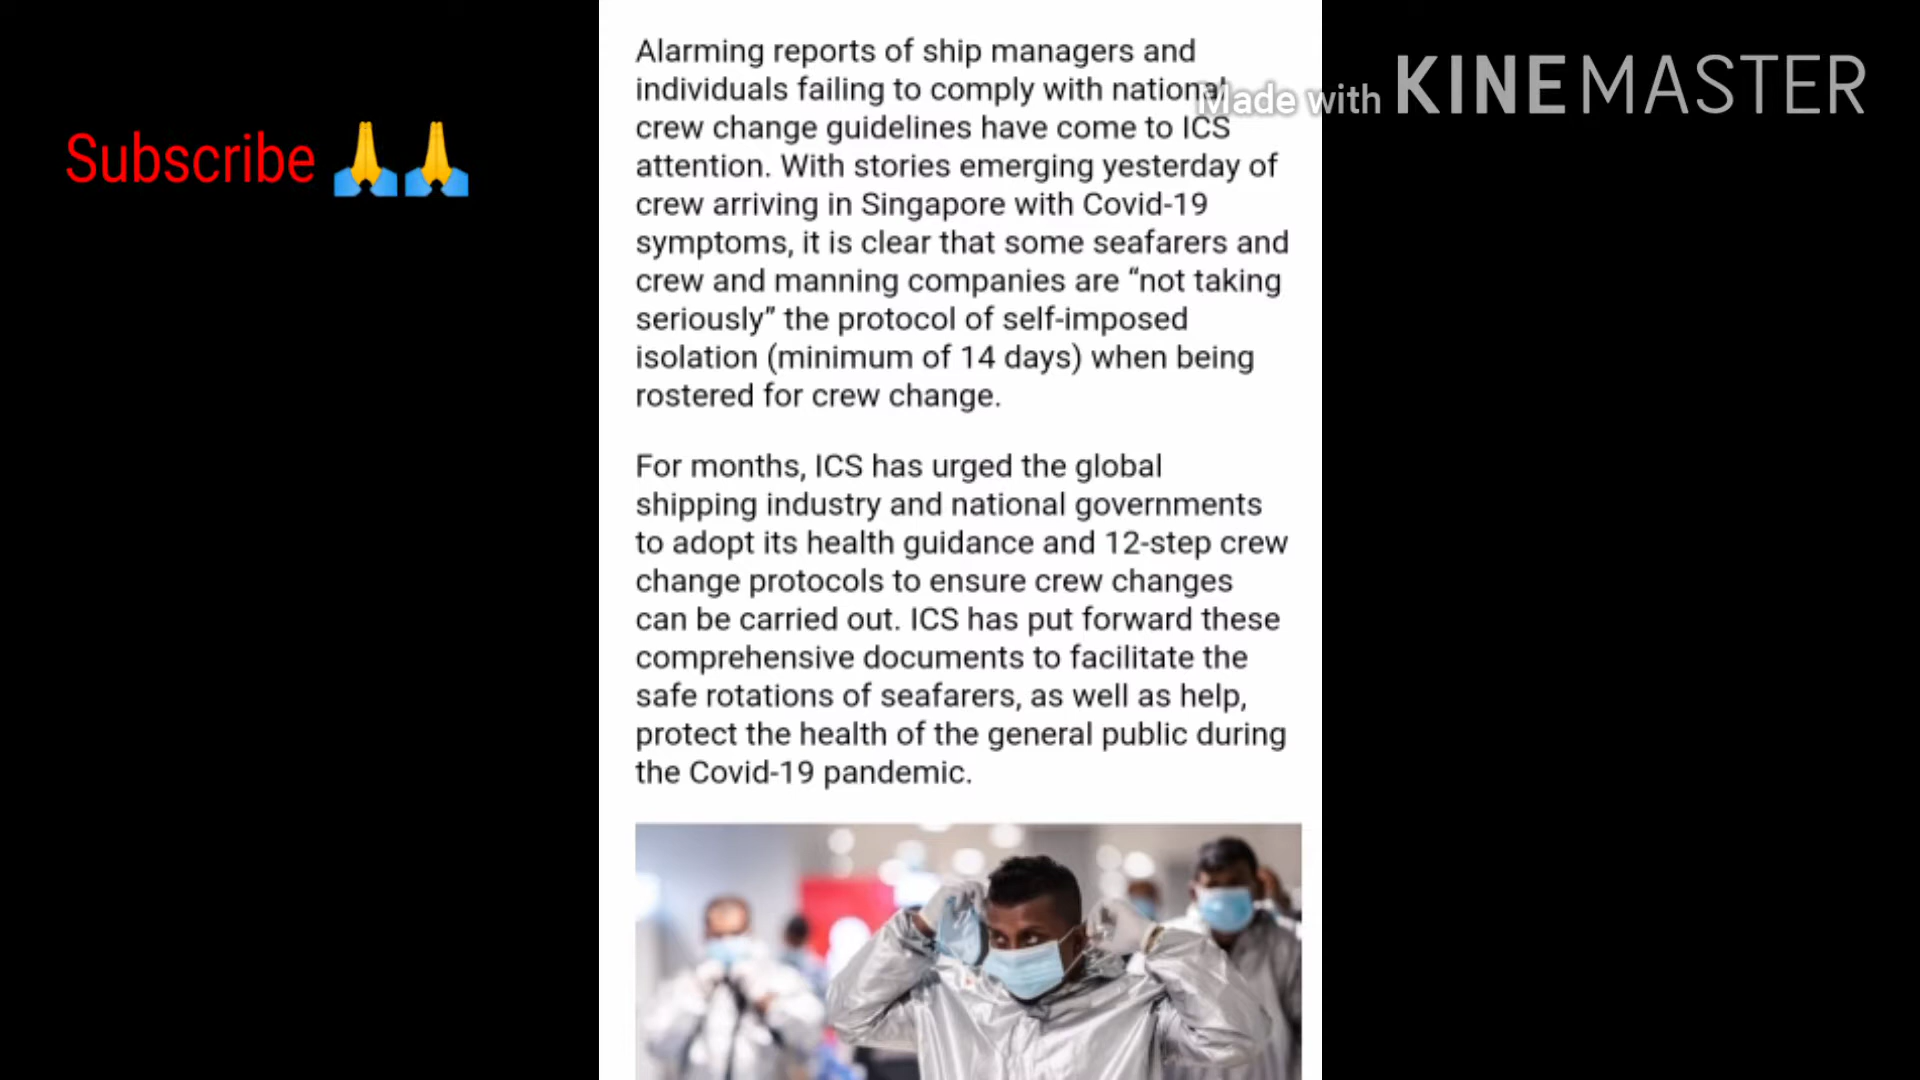 Subscribe 🙏🙏
Made with KINEMASTER
Alarming reports of ship managers and
individuals failing to comply with national
crew change guidelines have come to ICS
attention. With stories emerging yesterday of
crew arriving in Singapore with Covid-19
symptoms, it is clear that some seafarers and
crew and manning companies are “not taking
seriously” the protocol of self-imposed
isolation (minimum of 14 days) when being
rostered for crew change.
For months, ICS has urged the global
shipping industry and national governments
to adopt its health guidance and 12-step crew
change protocols to ensure crew changes
can be carried out. ICS has put forward these
comprehensive documents to facilitate the
safe rotations of seafarers, as well as help,
protect the health of the general public during
the Covid-19 pandemic.